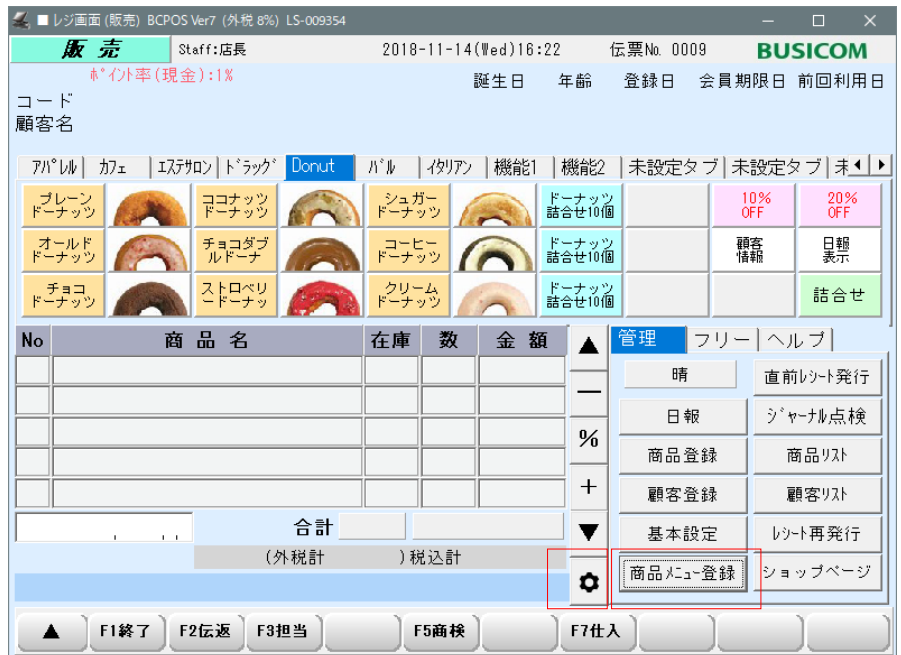 レジ画面 (販売) BCPOS Ver7 (外税 8%) LS-009354
販売 Staff:店長 2018-11-14(Wed)16:22 伝票No. 0009 BUSICOM
ﾎﾟｲﾝﾄ率(現金):1%
誕生日 年齢 登録日 会員期限日 前回利用日
コード
顧客名
ｱﾊﾟﾚﾙ ｶﾌｪ ｴｽﾃｻﾛﾝ ﾄﾞﾗｯｸﾞ Donut ﾊﾞﾙ ｲﾀﾘｱﾝ 機能1 機能2 未設定タブ 未設定タブ 未
プレーン
ドーナッツ
ココナッツ
ドーナッツ
シュガー
ドーナッツ
ドーナッツ
詰合せ10個
10%
OFF
20%
OFF
オールド
ドーナッツ
チョコダブ
ルドーナ
コーヒー
ドーナッツ
ドーナッツ
詰合せ10個
顧客
情報
日報
表示
チョコ
ドーナッツ
ストロベリ
ードーナッ
クリーム
ドーナッツ
ドーナッツ
詰合せ10個
詰合せ
No 商品名 在庫 数 金額 ▲
－
%
＋
▼
管理 フリー ヘルプ
晴 直前ﾚｼｰﾄ発行
日報 ｼﾞｬｰﾅﾙ点検
商品登録 商品ﾘｽﾄ
顧客登録 顧客ﾘｽﾄ
基本設定 ﾚｼｰﾄ再発行
商品ﾒﾆｭｰ登録 ショップページ
, , , 合計
(外税計 )税込計
▲ F1終了 F2伝返 F3担当 F5商検 F7仕入